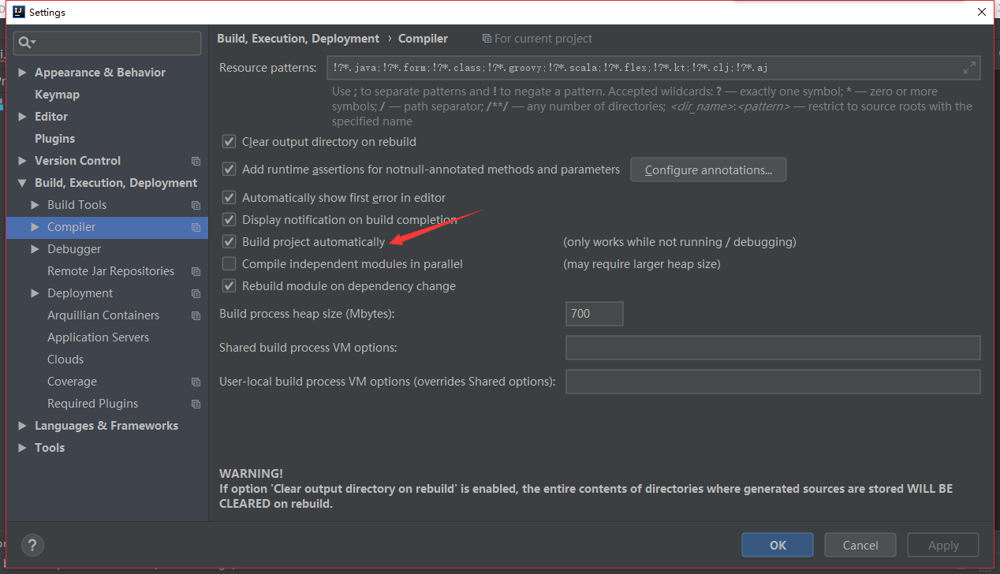 Settings
Build, Execution, Deployment › Compiler For current project
Appearance & Behavior
Keymap
Editor
Plugins
Version Control
Build, Execution, Deployment
Build Tools
Compiler
Debugger
Remote Jar Repositories
Deployment
Arquillian Containers
Application Servers
Clouds
Coverage
Required Plugins
Languages & Frameworks
Tools
Resource patterns: !?*.java;!?*.form;!?*.class;!?*.groovy;!?*.scala;!?*.flex;!?*.kt;!?*.clj;!?*.aj
Use ; to separate patterns and ! to negate a pattern. Accepted wildcards: ? — exactly one symbol; * — zero or more
symbols; / — path separator; /**/ — any number of directories; <dir_name>:<pattern> — restrict to source roots with the
specified name
Clear output directory on rebuild
Add runtime assertions for notnull-annotated methods and parameters Configure annotations...
Automatically show first error in editor
Display notification on build completion
Build project automatically (only works while not running / debugging)
Compile independent modules in parallel (may require larger heap size)
Rebuild module on dependency change
Build process heap size (Mbytes): 700
Shared build process VM options:
User-local build process VM options (overrides Shared options):
WARNING!
If option 'Clear output directory on rebuild' is enabled, the entire contents of directories where generated sources are stored WILL BE
CLEARED on rebuild.
? OK Cancel Apply